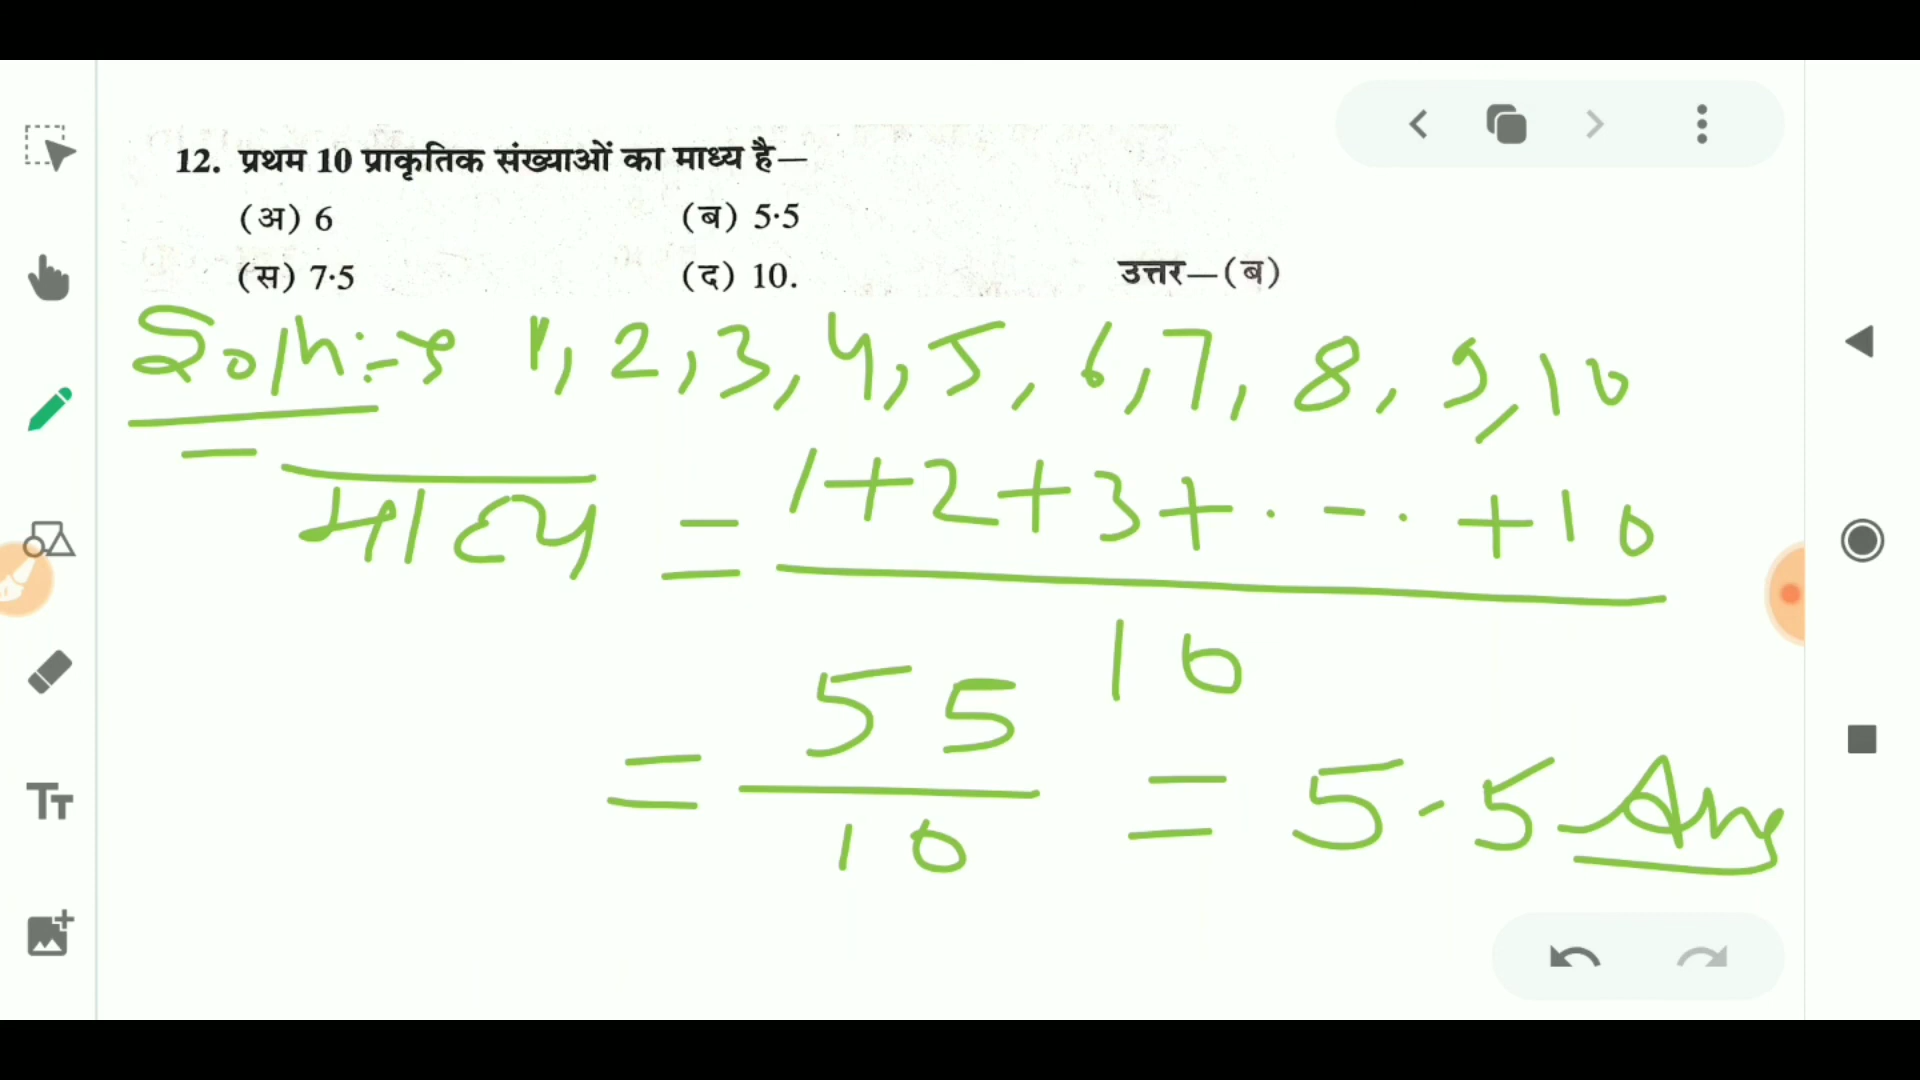 12. प्रथम 10 प्राकृतिक संख्याओं का माध्य है—
(अ) 6 (ब) 5·5
(स) 7·5 (द) 10. उत्तर—(ब)
Soln:- 1, 2, 3, 4, 5, 6, 7, 8, 9, 10
माध्य = 1+2+3+ . - . +10
10
= 55
10
= 5.5 Ans
Tт